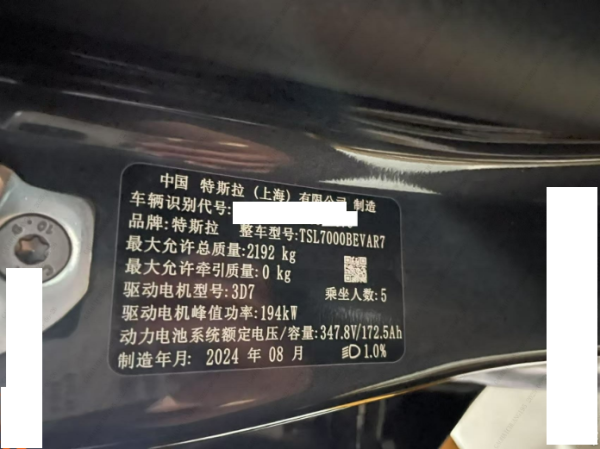 中国 特斯拉（上海）有限公司 制造
车辆识别代号:
品牌:特斯拉 整车型号:TSL7000BEVAR7
最大允许总质量:2192 kg
最大允许牵引质量:0 kg
驱动电机型号:3D7 乘坐人数:5
驱动电机峰值功率:194kW
动力电池系统额定电压/容量:347.8V/172.5Ah
制造年月: 2024 年 08 月 1.0%